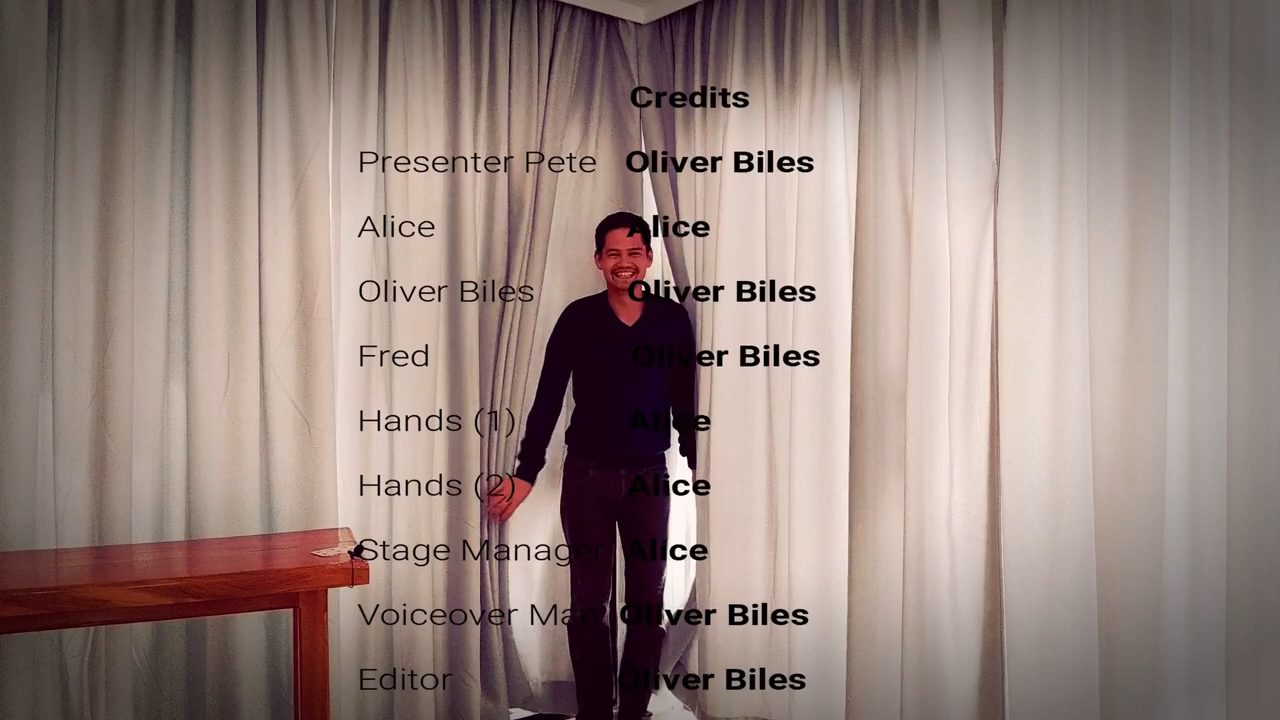 Credits
Presenter Pete Oliver Biles
Alice Alice
Oliver Biles Oliver Biles
Fred Oliver Biles
Hands (1) Alice
Hands (2) Alice
Stage Manager Alice
Voiceover Man Oliver Biles
Editor Oliver Biles